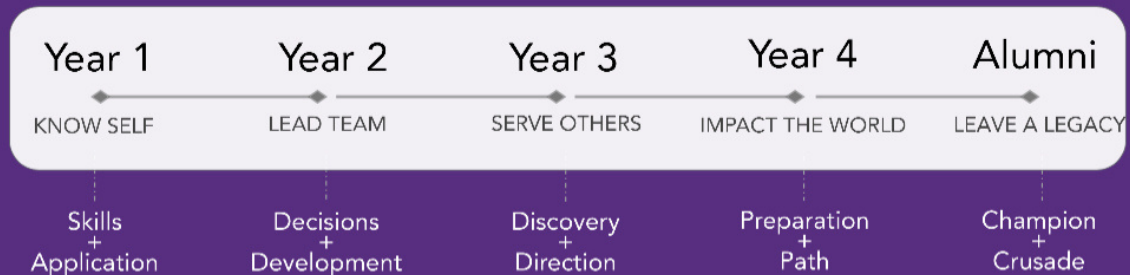 Year 1 Year 2 Year 3 Year 4 Alumni
KNOW SELF LEAD TEAM SERVE OTHERS IMPACT THE WORLD LEAVE A LEGACY
Skills Decisions Discovery Preparation Champion
+ + + + +
Application Development Direction Path Crusade